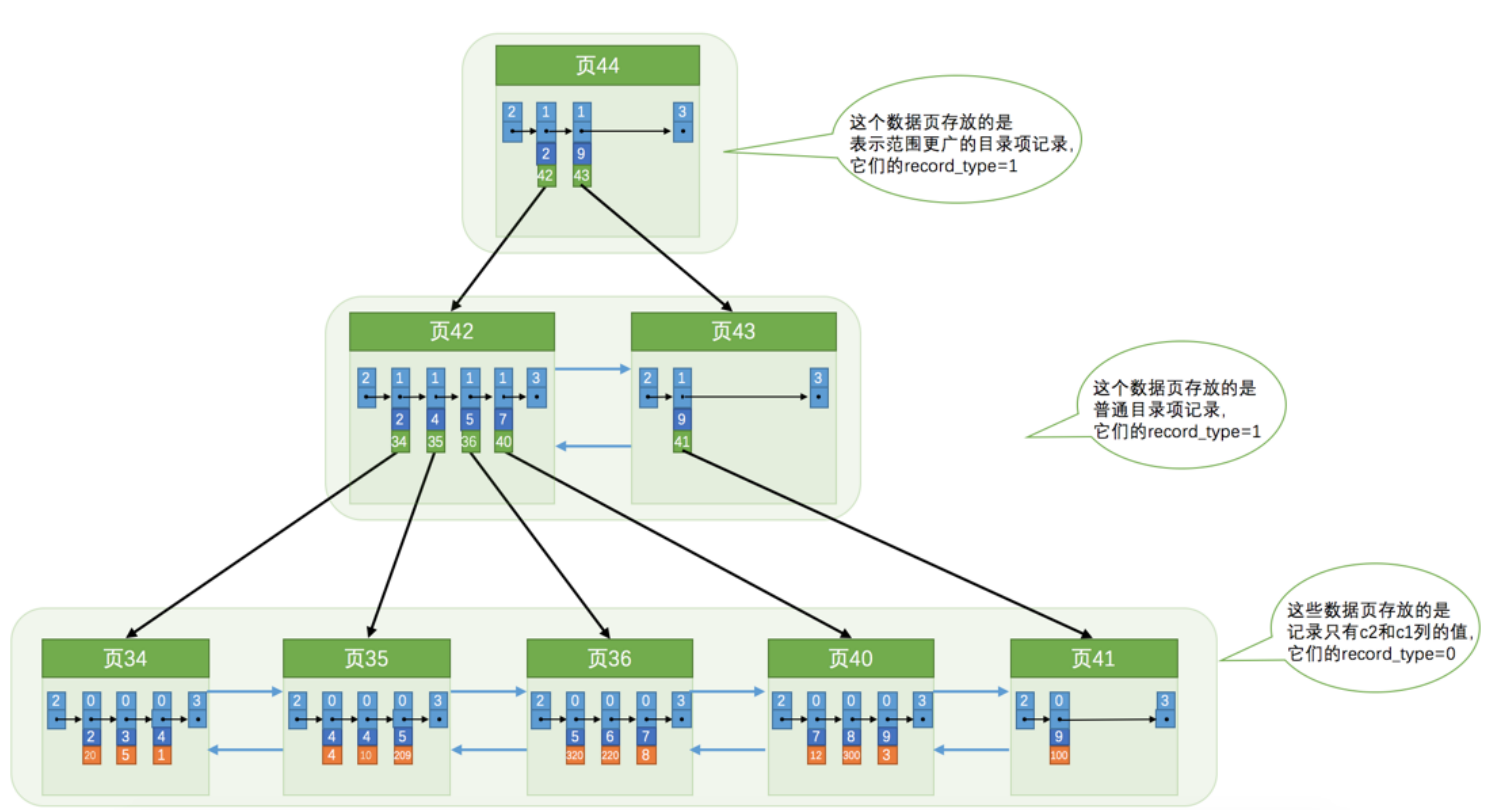 页44
2 1 1 3
2 9
42 43
这个数据页存放的是
表示范围更广的目录项记录,
它们的record_type=1
页42
2 1 1 1 1 3
2 4 5 7
34 35 36 40
页43
2 1 3
9
41
这个数据页存放的是
普通目录项记录,
它们的record_type=1
这些数据页存放的是
记录只有c2和c1列的值,
它们的record_type=0
页34
2 0 0 0 3
2 3 4
20 5 1
页35
2 0 0 0 3
4 4 5
4 10 209
页36
2 0 0 0 3
5 6 7
320 220 8
页40
2 0 0 0 3
7 8 9
12 300 3
页41
2 0 3
9
100